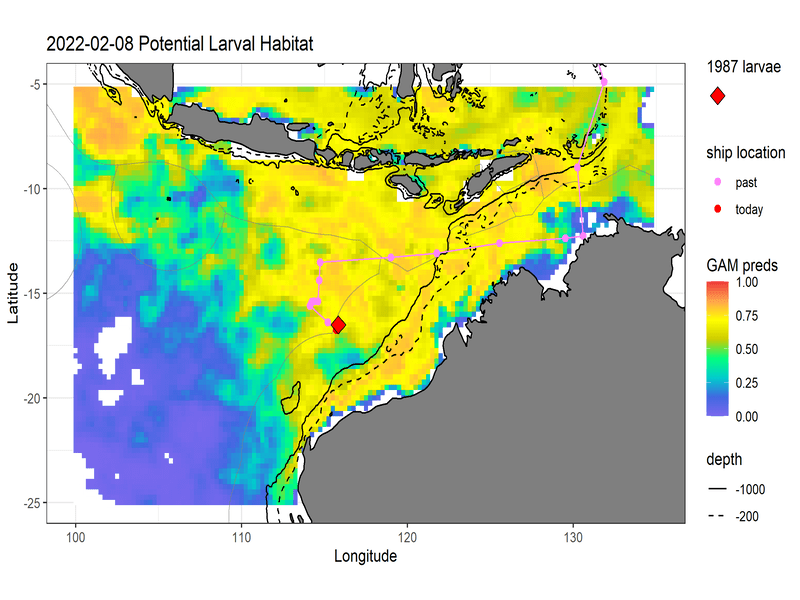 2022-02-08 Potential Larval Habitat
-5
-10
-15
-20
-25
Latitude
100
110
120
130
Longitude
1987 larvae
ship location
past
today
GAM preds
1.00
0.75
0.50
0.25
0.00
depth
-1000
-200